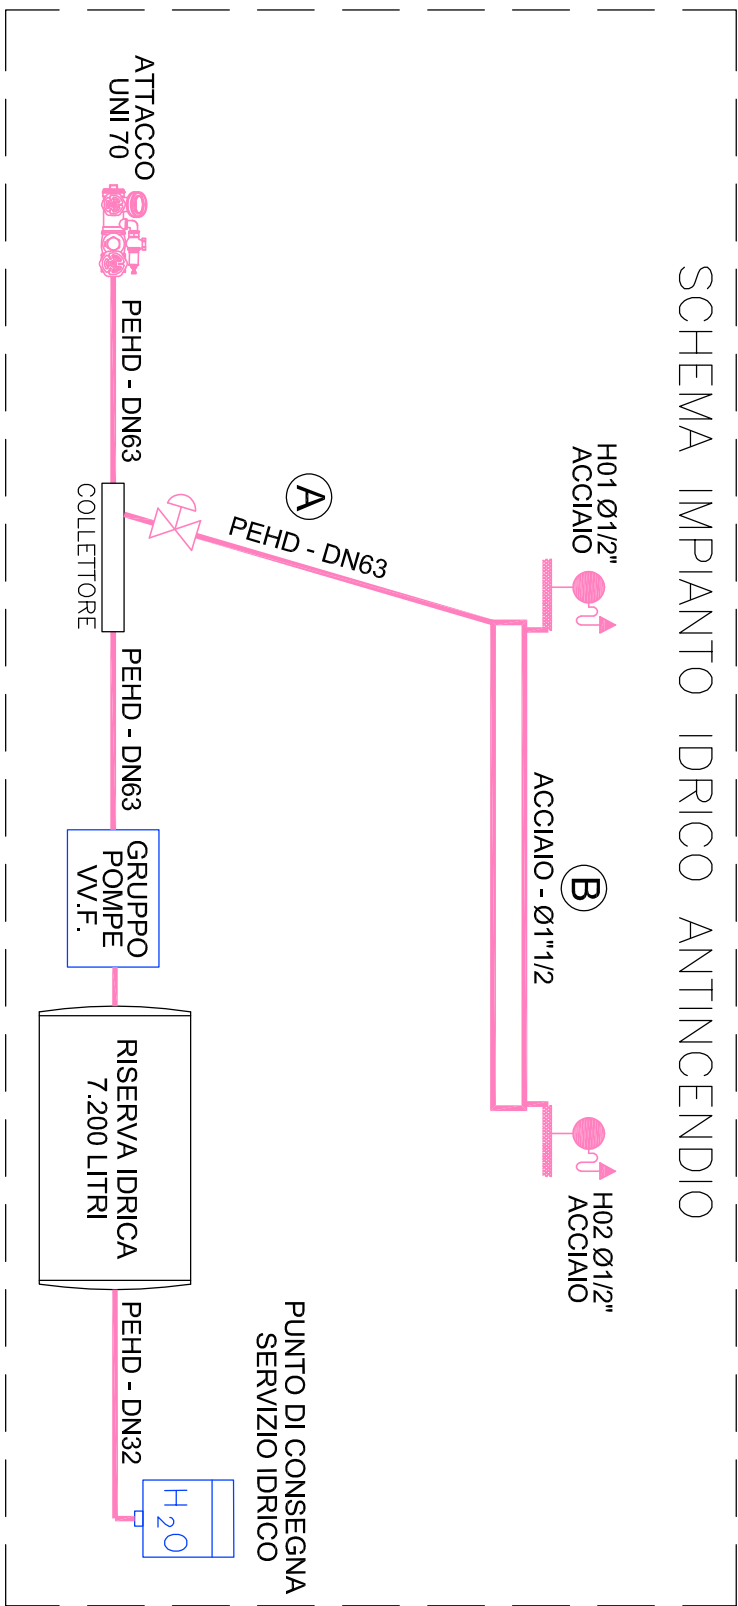 SCHEMA IMPIANTO IDRICO ANTINCENDIO
H01 Ø1/2"
ACCIAIO
H02 Ø1/2"
ACCIAIO
B
ACCIAIO - Ø1"1/2
A
PEHD - DN63
PUNTO DI CONSEGNA
SERVIZIO IDRICO
ATTACCO
UNI 70
PEHD - DN63
COLLETTORE
PEHD - DN63
GRUPPO
POMPE
VV.F.
RISERVA IDRICA
7.200 LITRI
PEHD - DN32
H2O